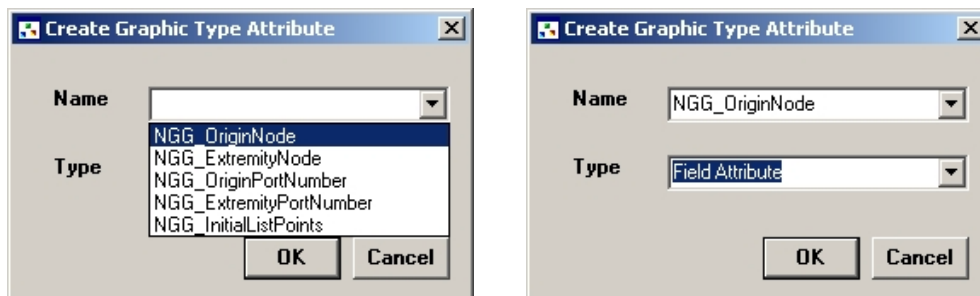 Create Graphic Type Attribute
Name
NGG_OriginNode
NGG_ExtremityNode
NGG_OriginPortNumber
NGG_ExtremityPortNumber
NGG_InitialListPoints
Type
OK Cancel
Create Graphic Type Attribute
Name NGG_OriginNode
Type Field Attribute
OK Cancel